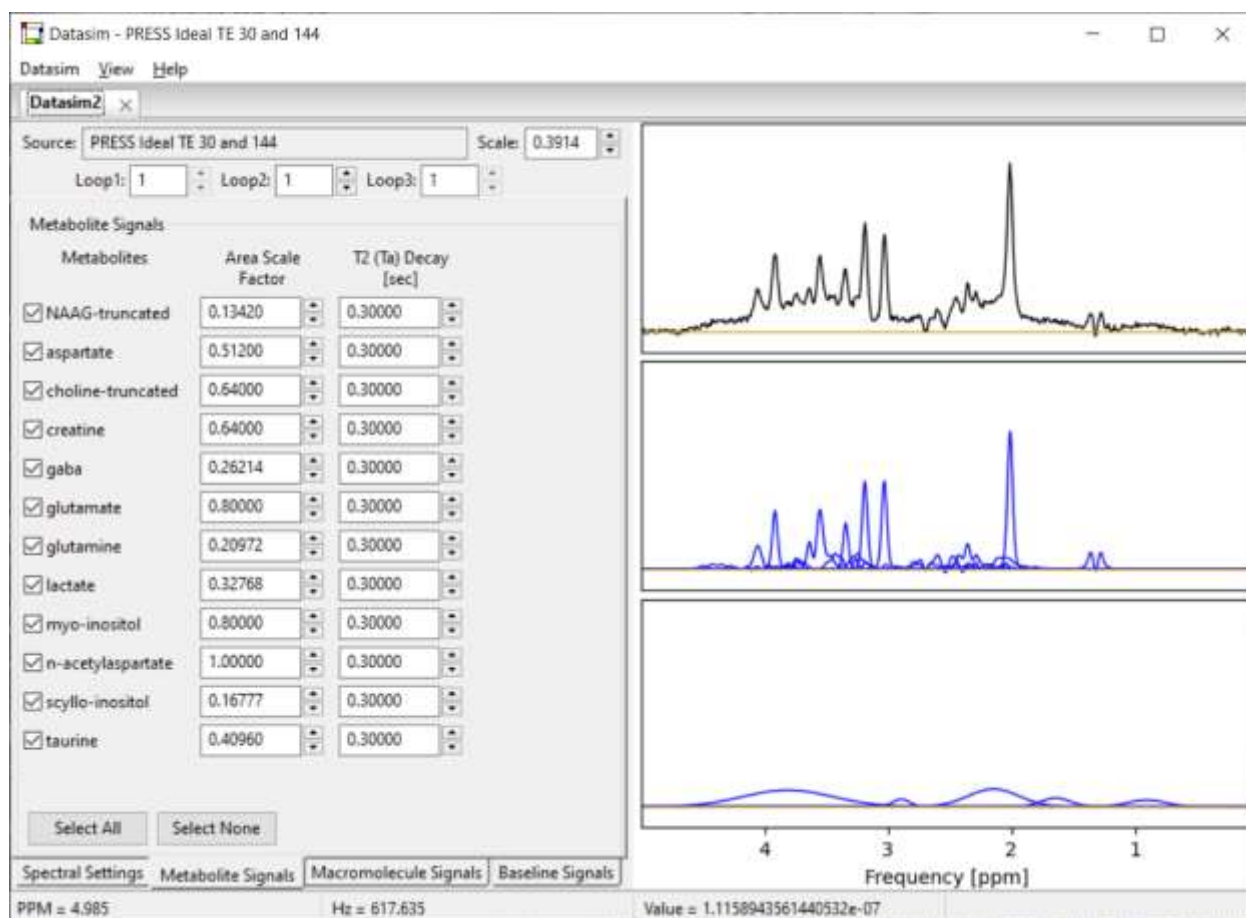 Datasim - PRESS Ideal TE 30 and 144
Datasim View Help
Datasim2
Source: PRESS Ideal TE 30 and 144 Scale: 0.3914
Loop1: 1 Loop2: 1 Loop3: 1
Metabolite Signals
Metabolites Area Scale Factor T2 (Ta) Decay [sec]
NAAG-truncated 0.13420 0.30000
aspartate 0.51200 0.30000
choline-truncated 0.64000 0.30000
creatine 0.64000 0.30000
gaba 0.26214 0.30000
glutamate 0.80000 0.30000
glutamine 0.20972 0.30000
lactate 0.32768 0.30000
myo-inositol 0.80000 0.30000
n-acetylaspartate 1.00000 0.30000
scyllo-inositol 0.16777 0.30000
taurine 0.40960 0.30000
Select All Select None
Spectral Settings Metabolite Signals Macromolecule Signals Baseline Signals
4 3 2 1
Frequency [ppm]
PPM = 4.985 Hz = 617.635 Value = 1.1158943561440532e-07